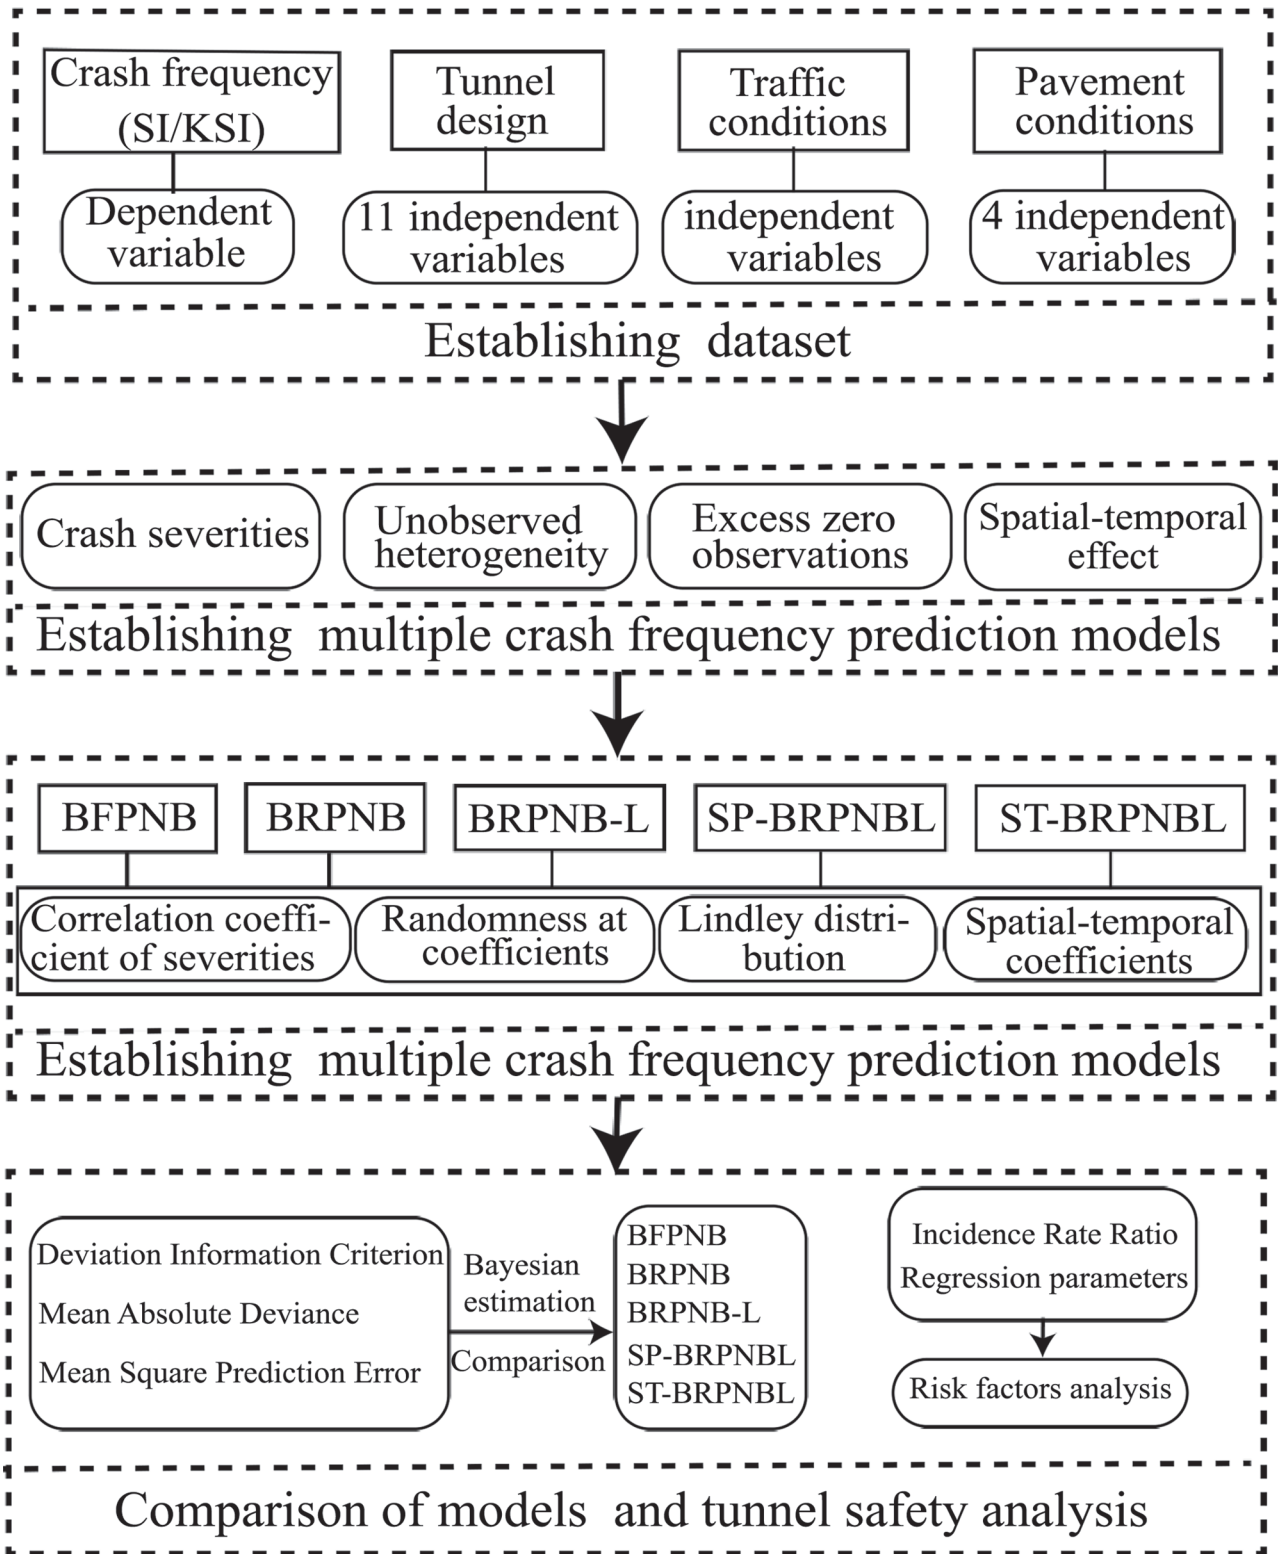 Crash frequency
(SI/KSI)
Tunnel
design
Traffic
conditions
Pavement
conditions
Dependent
variable
11 independent
variables
independent
variables
4 independent
variables
Establishing dataset
Crash severities
Unobserved
heterogeneity
Excess zero
observations
Spatial-temporal
effect
Establishing multiple crash frequency prediction models
BFPNB
BRPNB
BRPNB-L
SP-BRPNBL
ST-BRPNBL
Correlation coeffi-
cient of severities
Randomness at
coefficients
Lindley distri-
bution
Spatial-temporal
coefficients
Establishing multiple crash frequency prediction models
Deviation Information Criterion
Mean Absolute Deviance
Mean Square Prediction Error
Bayesian
estimation
Comparison
BFPNB
BRPNB
BRPNB-L
SP-BRPNBL
ST-BRPNBL
Incidence Rate Ratio
Regression parameters
Risk factors analysis
Comparison of models and tunnel safety analysis